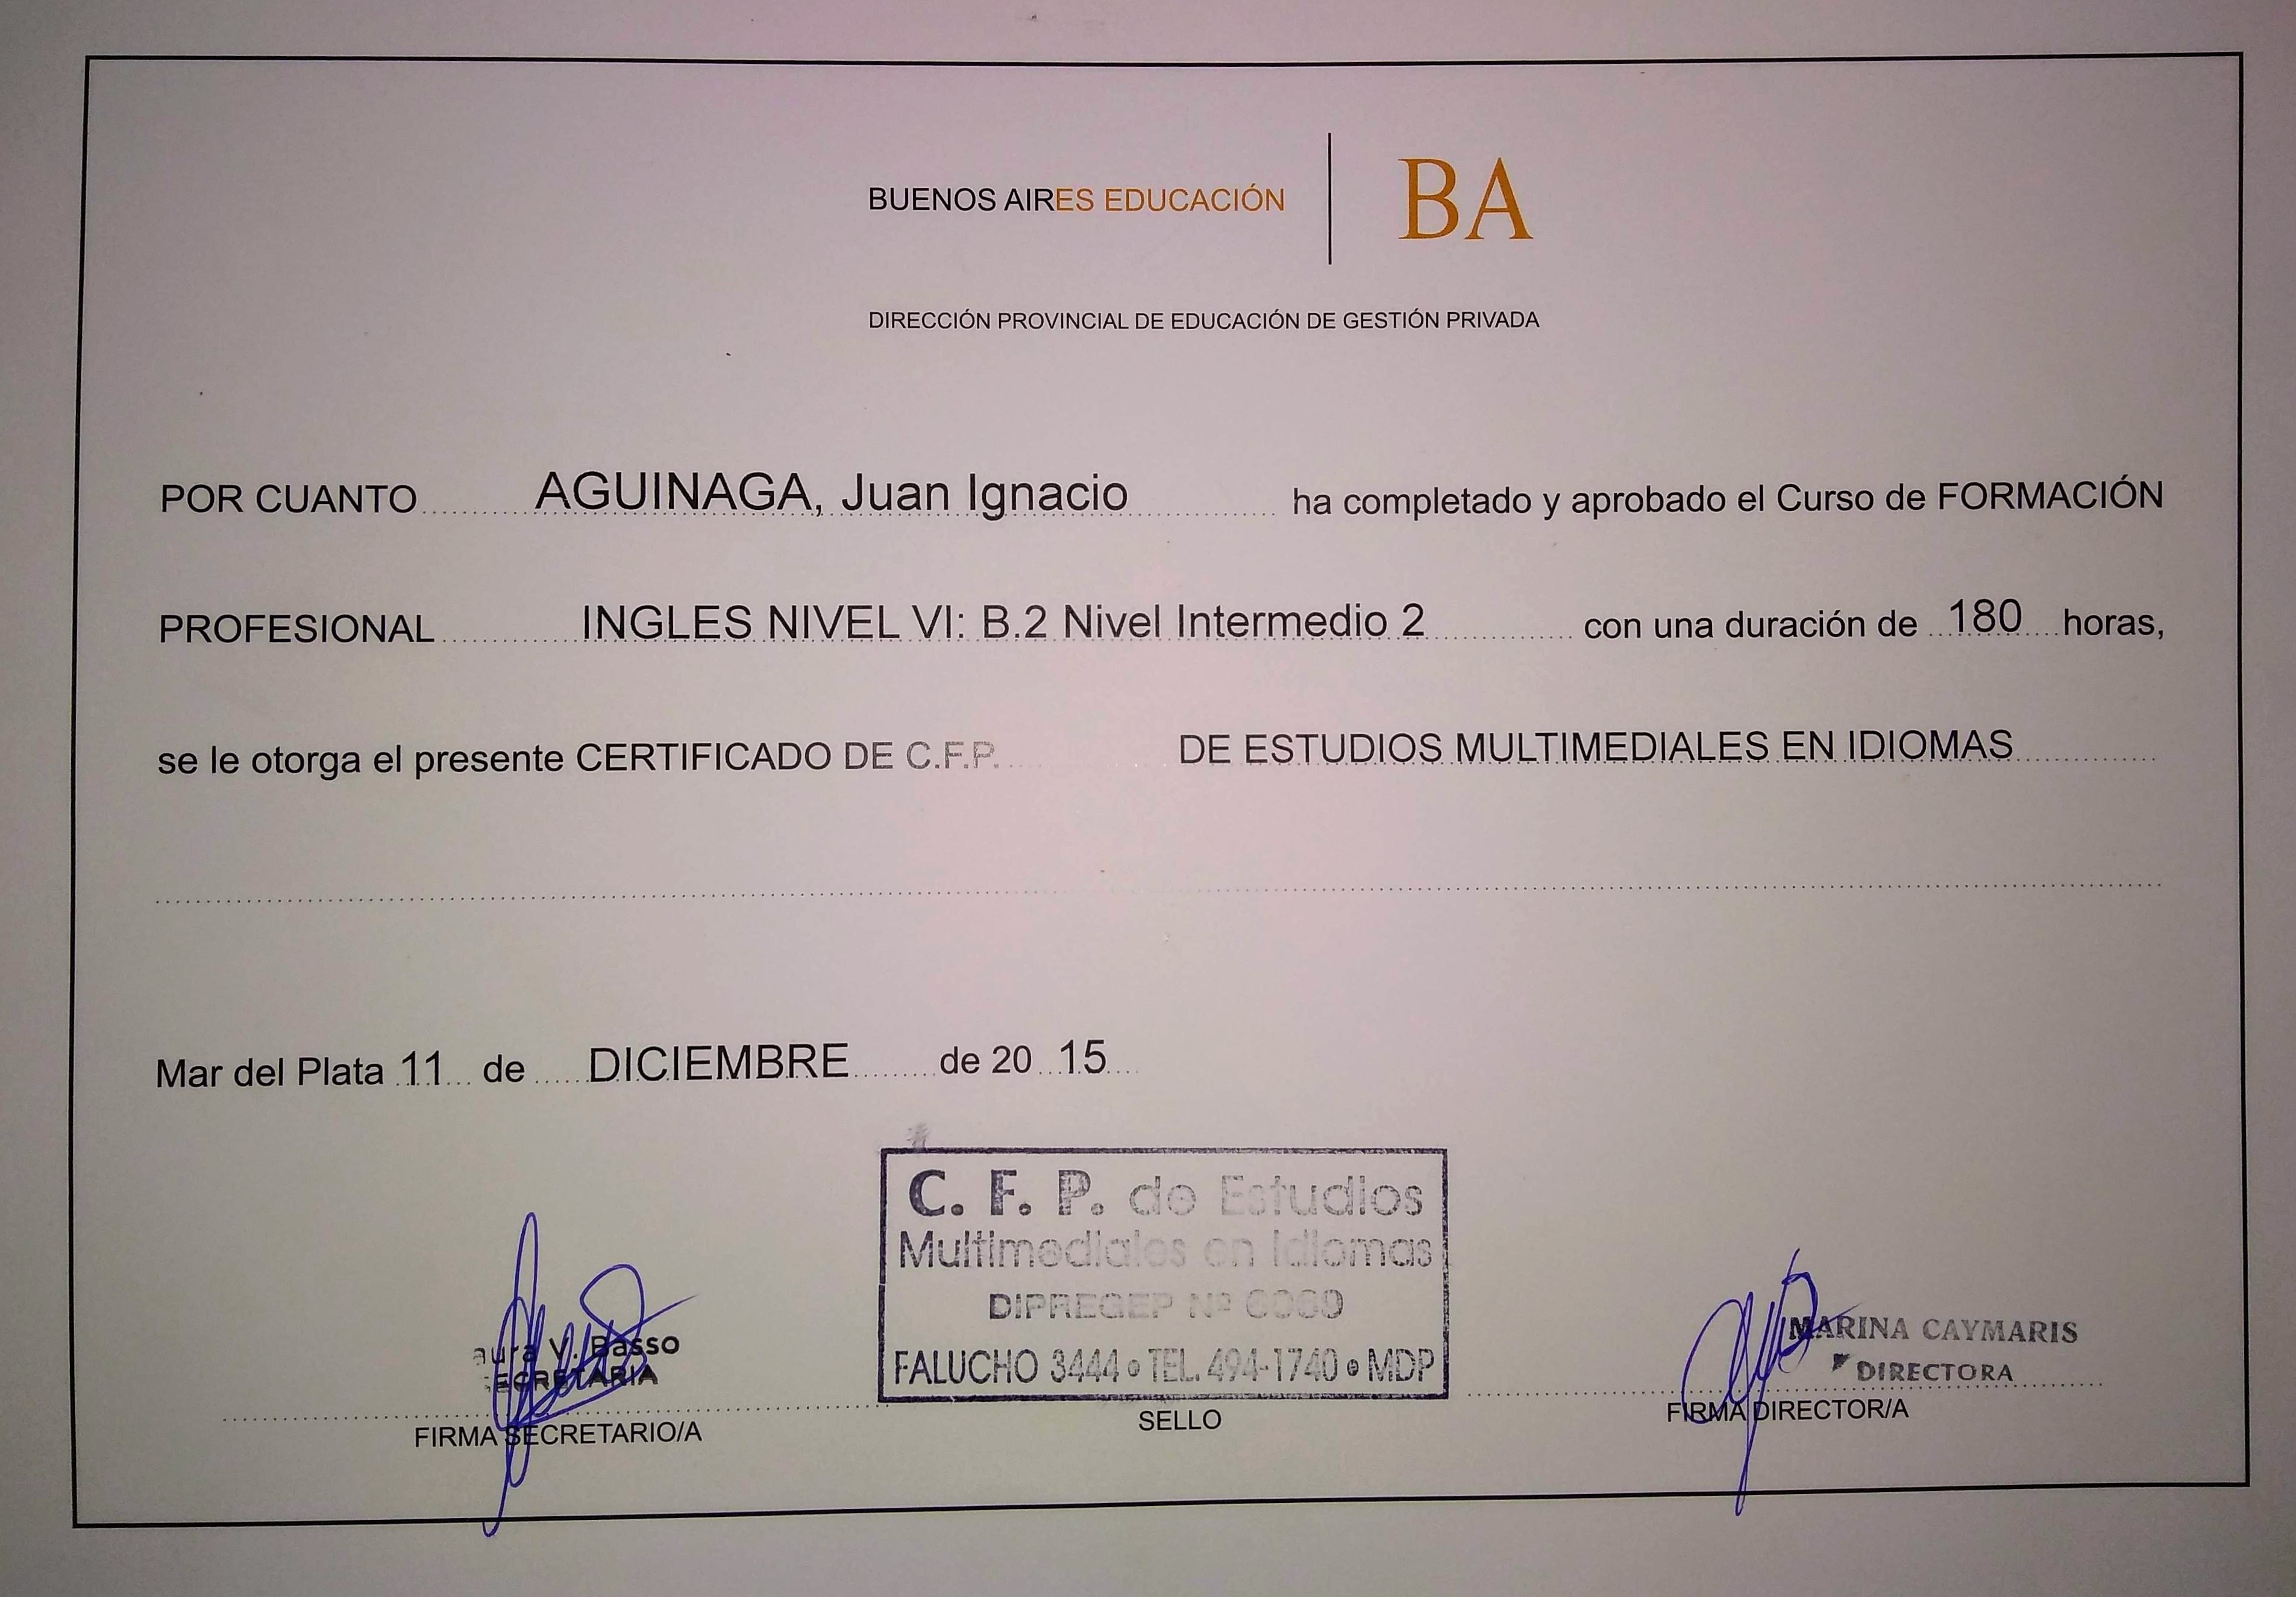 BUENOS AIRES EDUCACIÓN
BA
DIRECCIÓN PROVINCIAL DE EDUCACIÓN DE GESTIÓN PRIVADA
POR CUANTO AGUINAGA, Juan Ignacio ha completado y aprobado el Curso de FORMACIÓN
PROFESIONAL INGLES NIVEL VI: B.2 Nivel Intermedio 2 con una duración de 180 horas,
se le otorga el presente CERTIFICADO DE C.F.P. DE ESTUDIOS MULTIMEDIALES EN IDIOMAS
Mar del Plata 11 de DICIEMBRE de 20 15
C. F. P. de Estudios
Multimediales en Idiomas
DIPREGEP Nº
FALUCHO 3444 • TEL. 494-1740 • MDP
aura V. Basso
ECRETARIA
MARINA CAYMARIS
DIRECTORA
FIRMA SECRETARIO/A
SELLO
FIRMA DIRECTOR/A